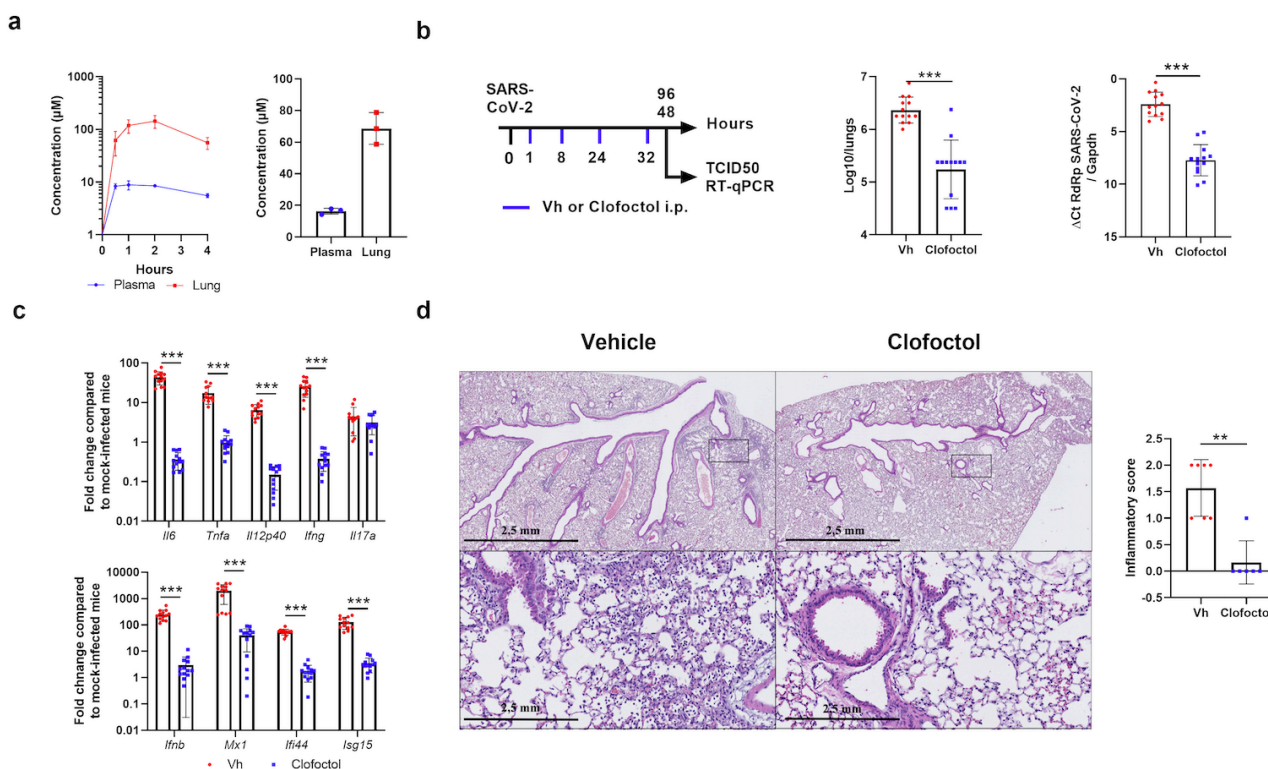 a
Concentration (µM)
1000
100
10
1
0 1 2 3 4
Hours
Plasma Lung
Concentration (µM)
100
80
60
40
20
0
Plasma Lung
b
SARS-
CoV-2
96
48
Hours
0 1 8 24 32
TCID50
RT-qPCR
Vh or Clofoctol i.p.
Log10/lungs
7
6
5
4
***
Vh Clofoctol
ΔCt RdRp SARS-CoV-2
/ Gapdh
0
5
10
15
***
Vh Clofoctol
c
Fold change compared
to mock-infected mice
100
10
1
0.1
0.01
*** *** *** ***
Il6 Tnfa Il12p40 Ifng Il17a
Fold chnnage compared
to mock-infected mice
10000
1000
100
10
1
0.1
0.01
*** *** *** ***
Ifnb Mx1 Ifi44 Isg15
Vh Clofoctol
d
Vehicle Clofoctol
2,5 mm 2,5 mm
2,5 mm 2,5 mm
Inflammatory score
2.5
2.0
1.5
1.0
0.5
0.0
-0.5
**
Vh Clofoctol